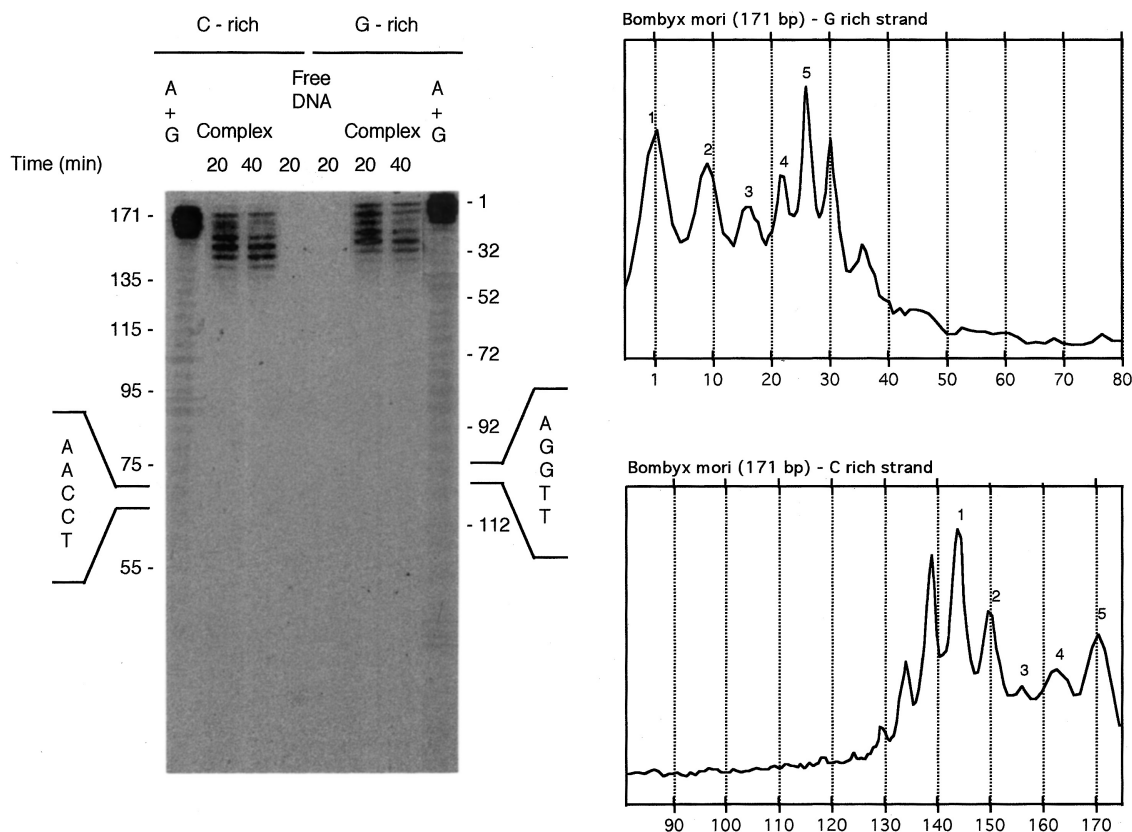 C - rich
G - rich
A
+
G
Complex
Free
DNA
Complex
A
+
G
Time (min)
20
40
20
20
20
40
171 -
135 -
115 -
95 -
75 -
55 -
- 1
- 32
- 52
- 72
- 92
- 112
A
A
C
C
T
A
G
G
T
T
Bombyx mori (171 bp) - G rich strand
1
2
3
4
5
1 10 20 30 40 50 60 70 80
Bombyx mori (171 bp) - C rich strand
1
2
3
4
5
90 100 110 120 130 140 150 160 170